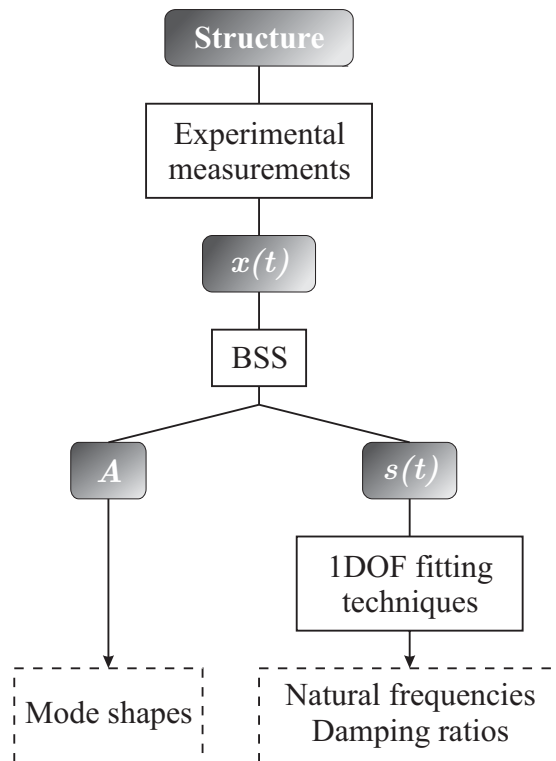 Structure
Experimental
measurements
x(t)
BSS
A
s(t)
1DOF fitting
techniques
Mode shapes
Natural frequencies
Damping ratios